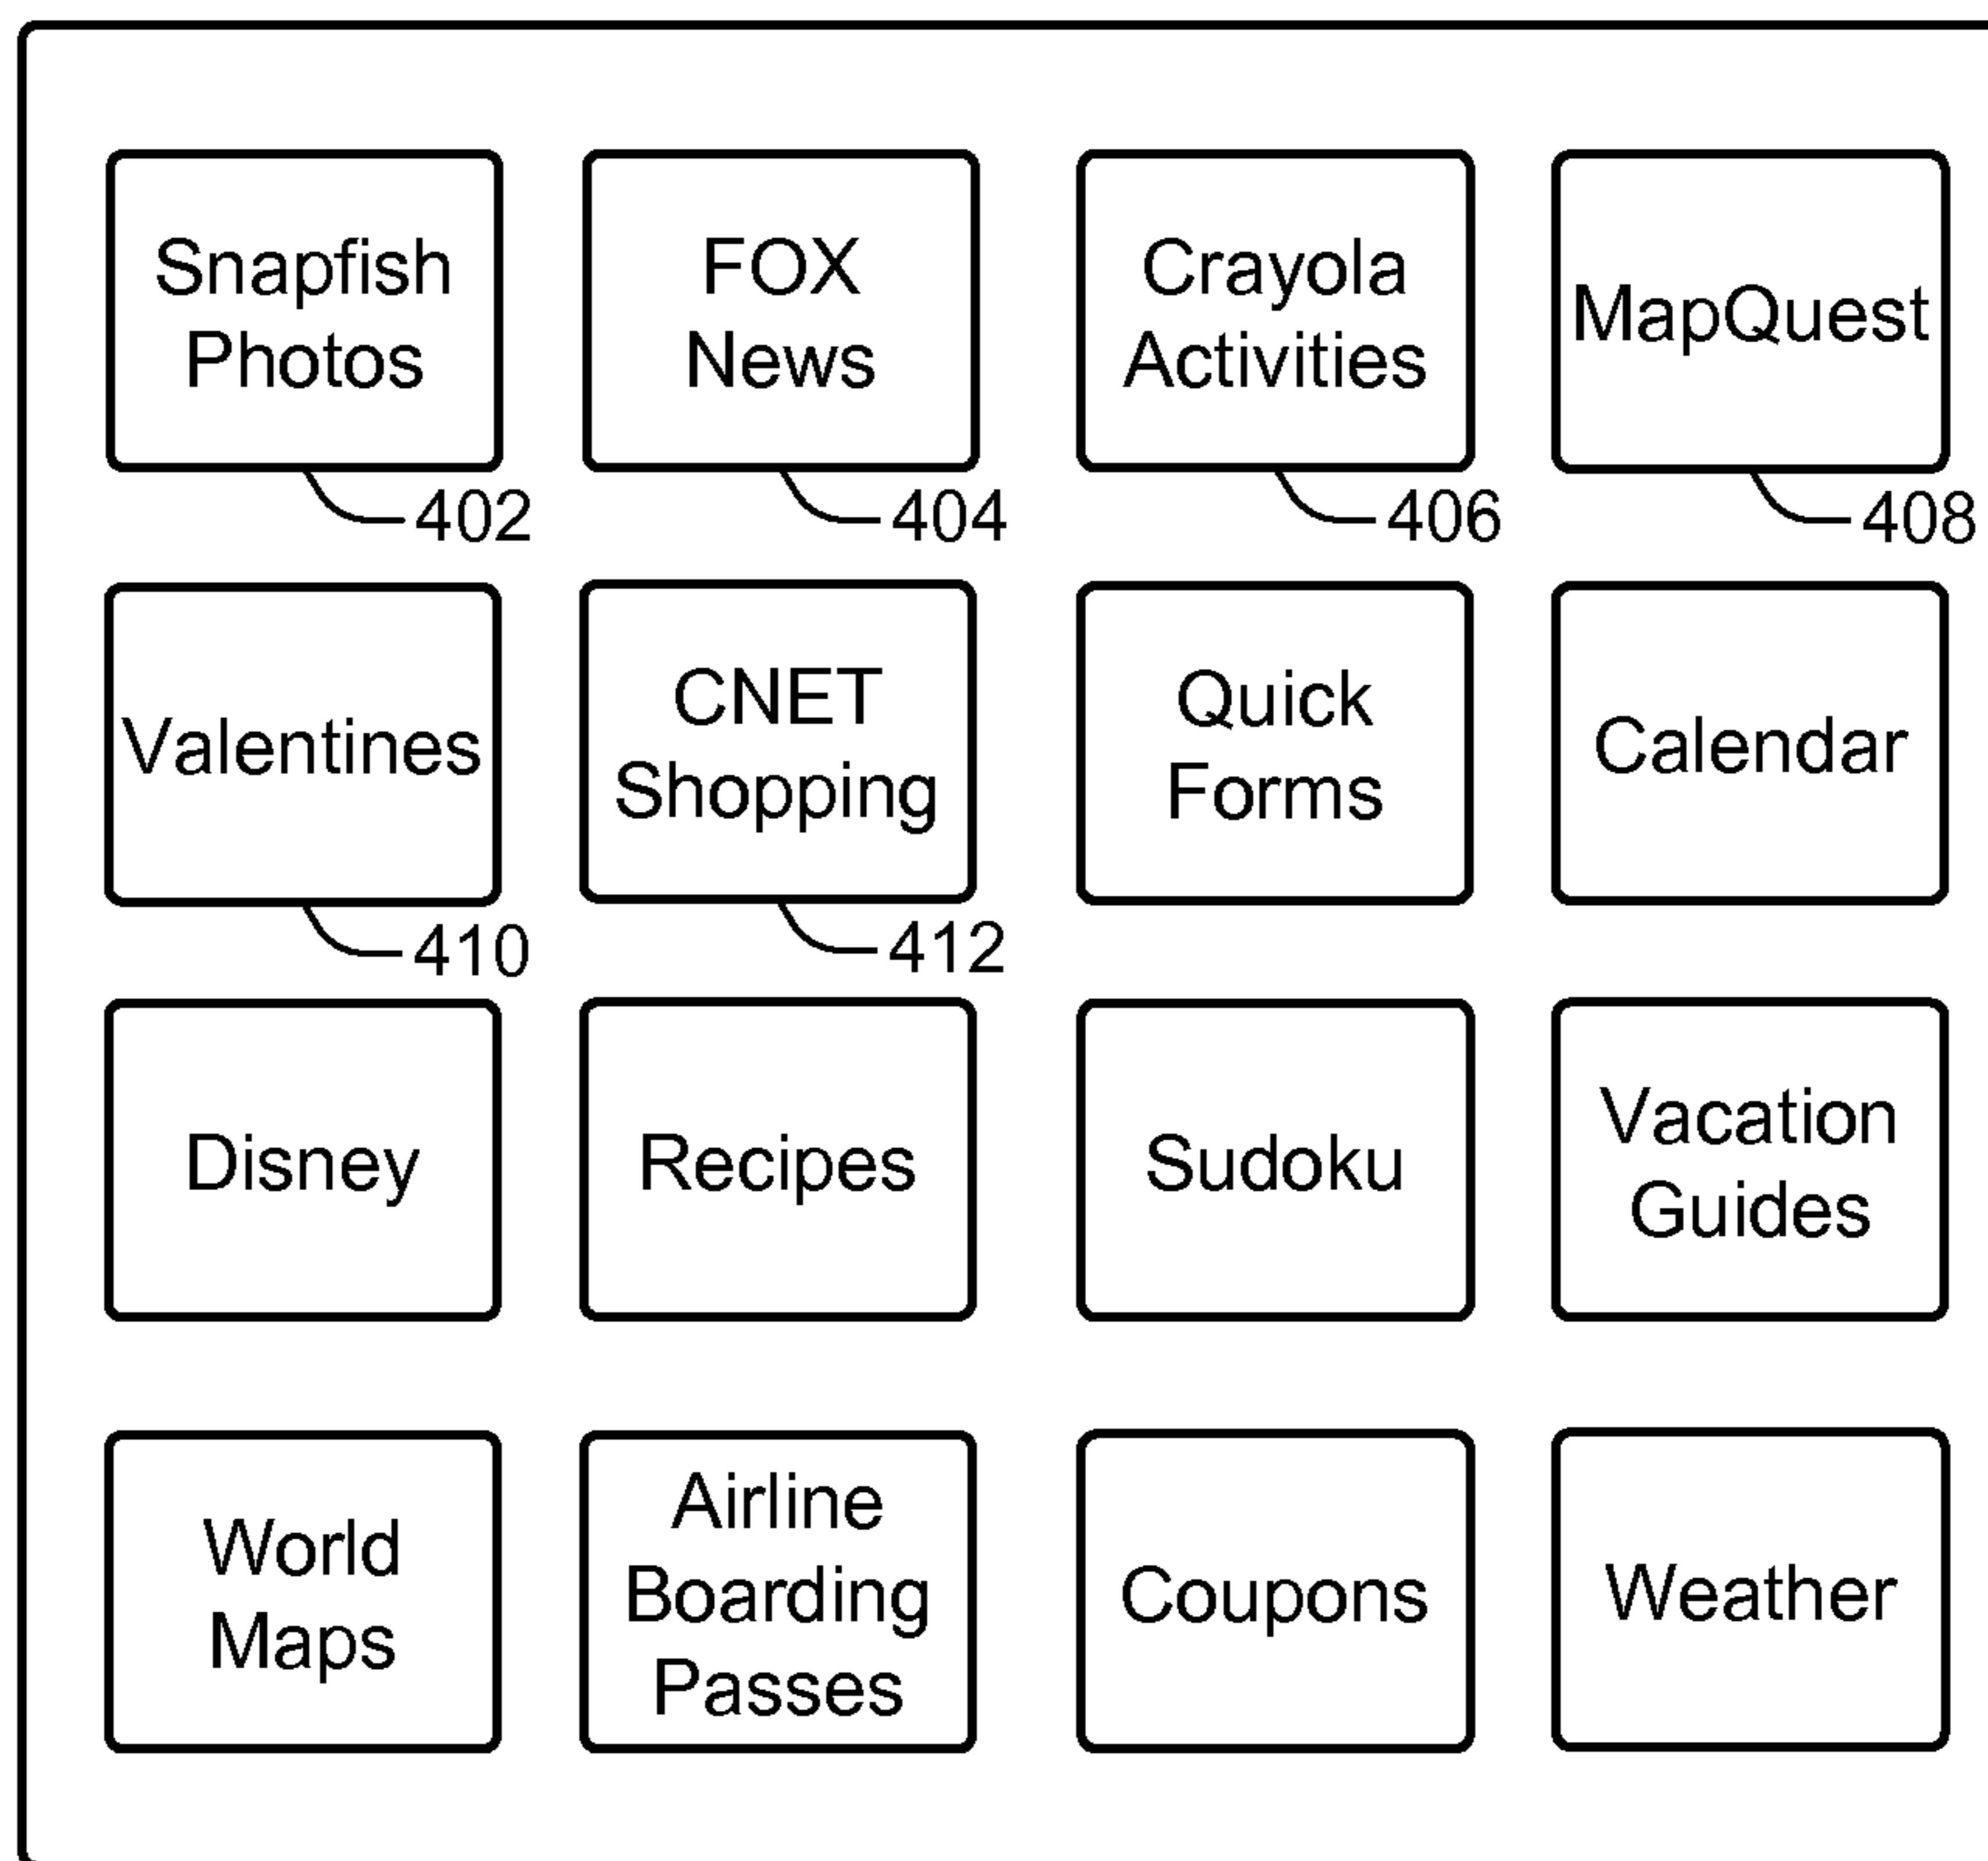 Snapfish
Photos
402
FOX
News
404
Crayola
Activities
406
MapQuest
408
Valentines
410
CNET
Shopping
412
Quick
Forms
Calendar
Disney
Recipes
Sudoku
Vacation
Guides
World
Maps
Airline
Boarding
Passes
Coupons
Weather